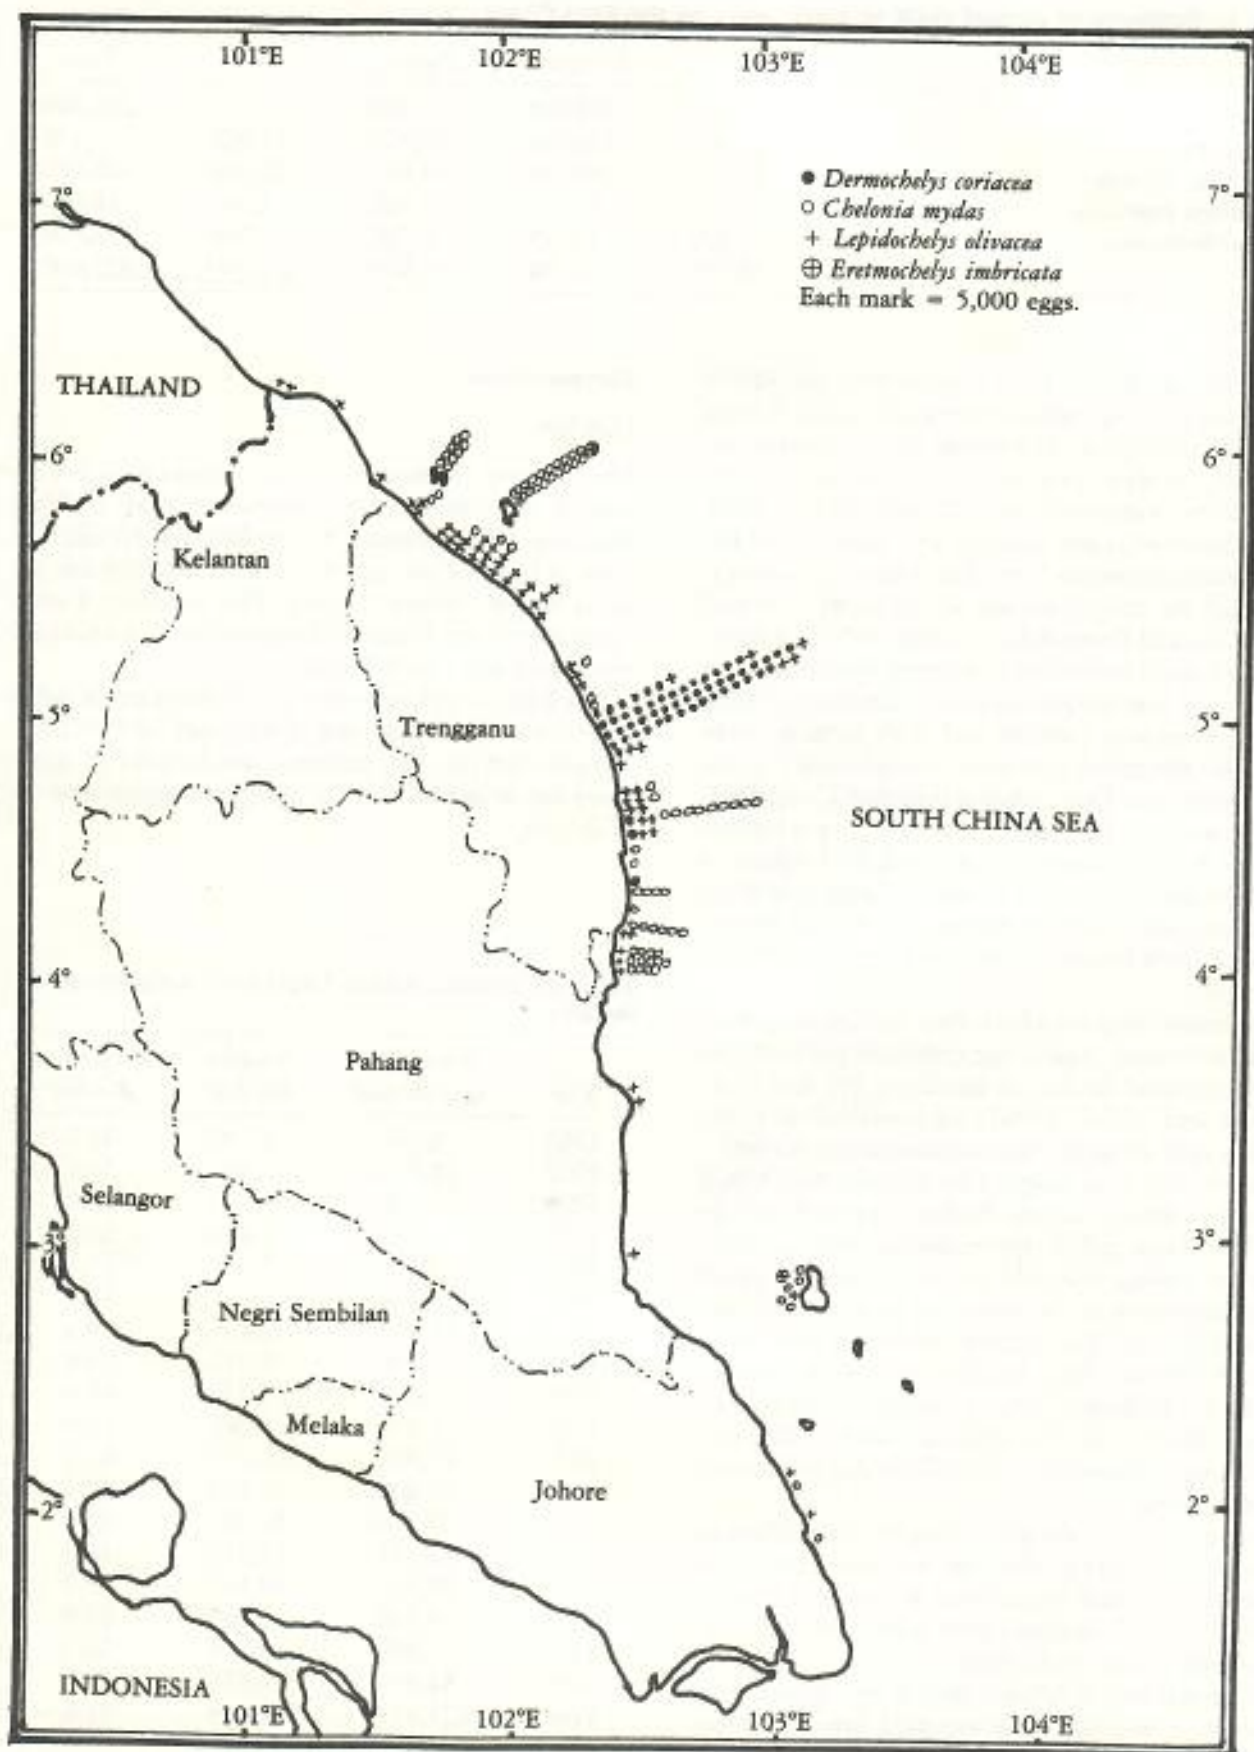 101°E 102°E 103°E 104°E
● Dermochelys coriacea
○ Chelonia mydas
+ Lepidochelys olivacea
⊕ Eretmochelys imbricata
Each mark = 5,000 eggs.
7° 7°
THAILAND
6° 6°
Kelantan
Trengganu
5° 5°
SOUTH CHINA SEA
4° 4°
Pahang
Selangor
3° 3°
Negri Sembilan
Melaka
Johore
2° 2°
INDONESIA
101°E 102°E 103°E 104°E